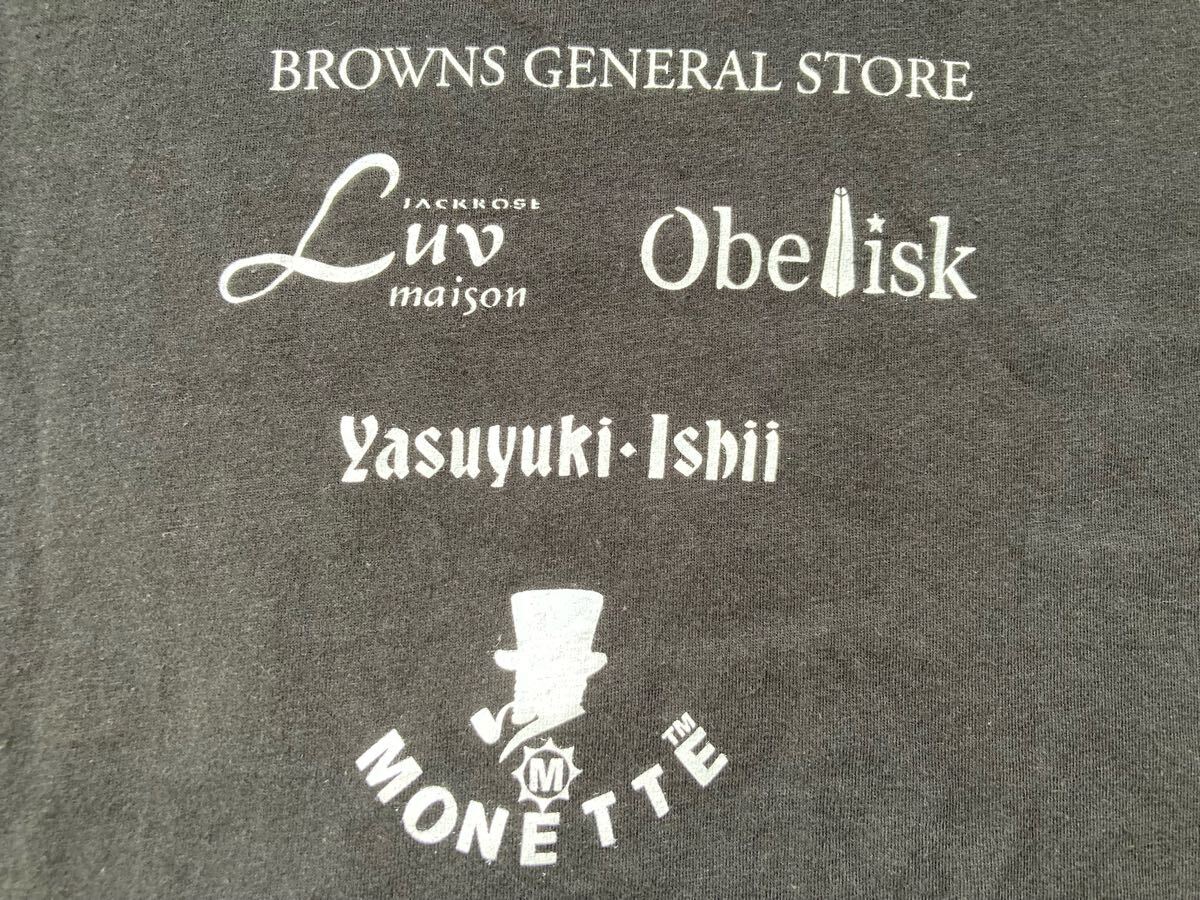 BROWNS GENERAL STORE
JACKROSE
Luv
maison
Obelisk
Yasuyuki·Ishii
M
MONETTE™